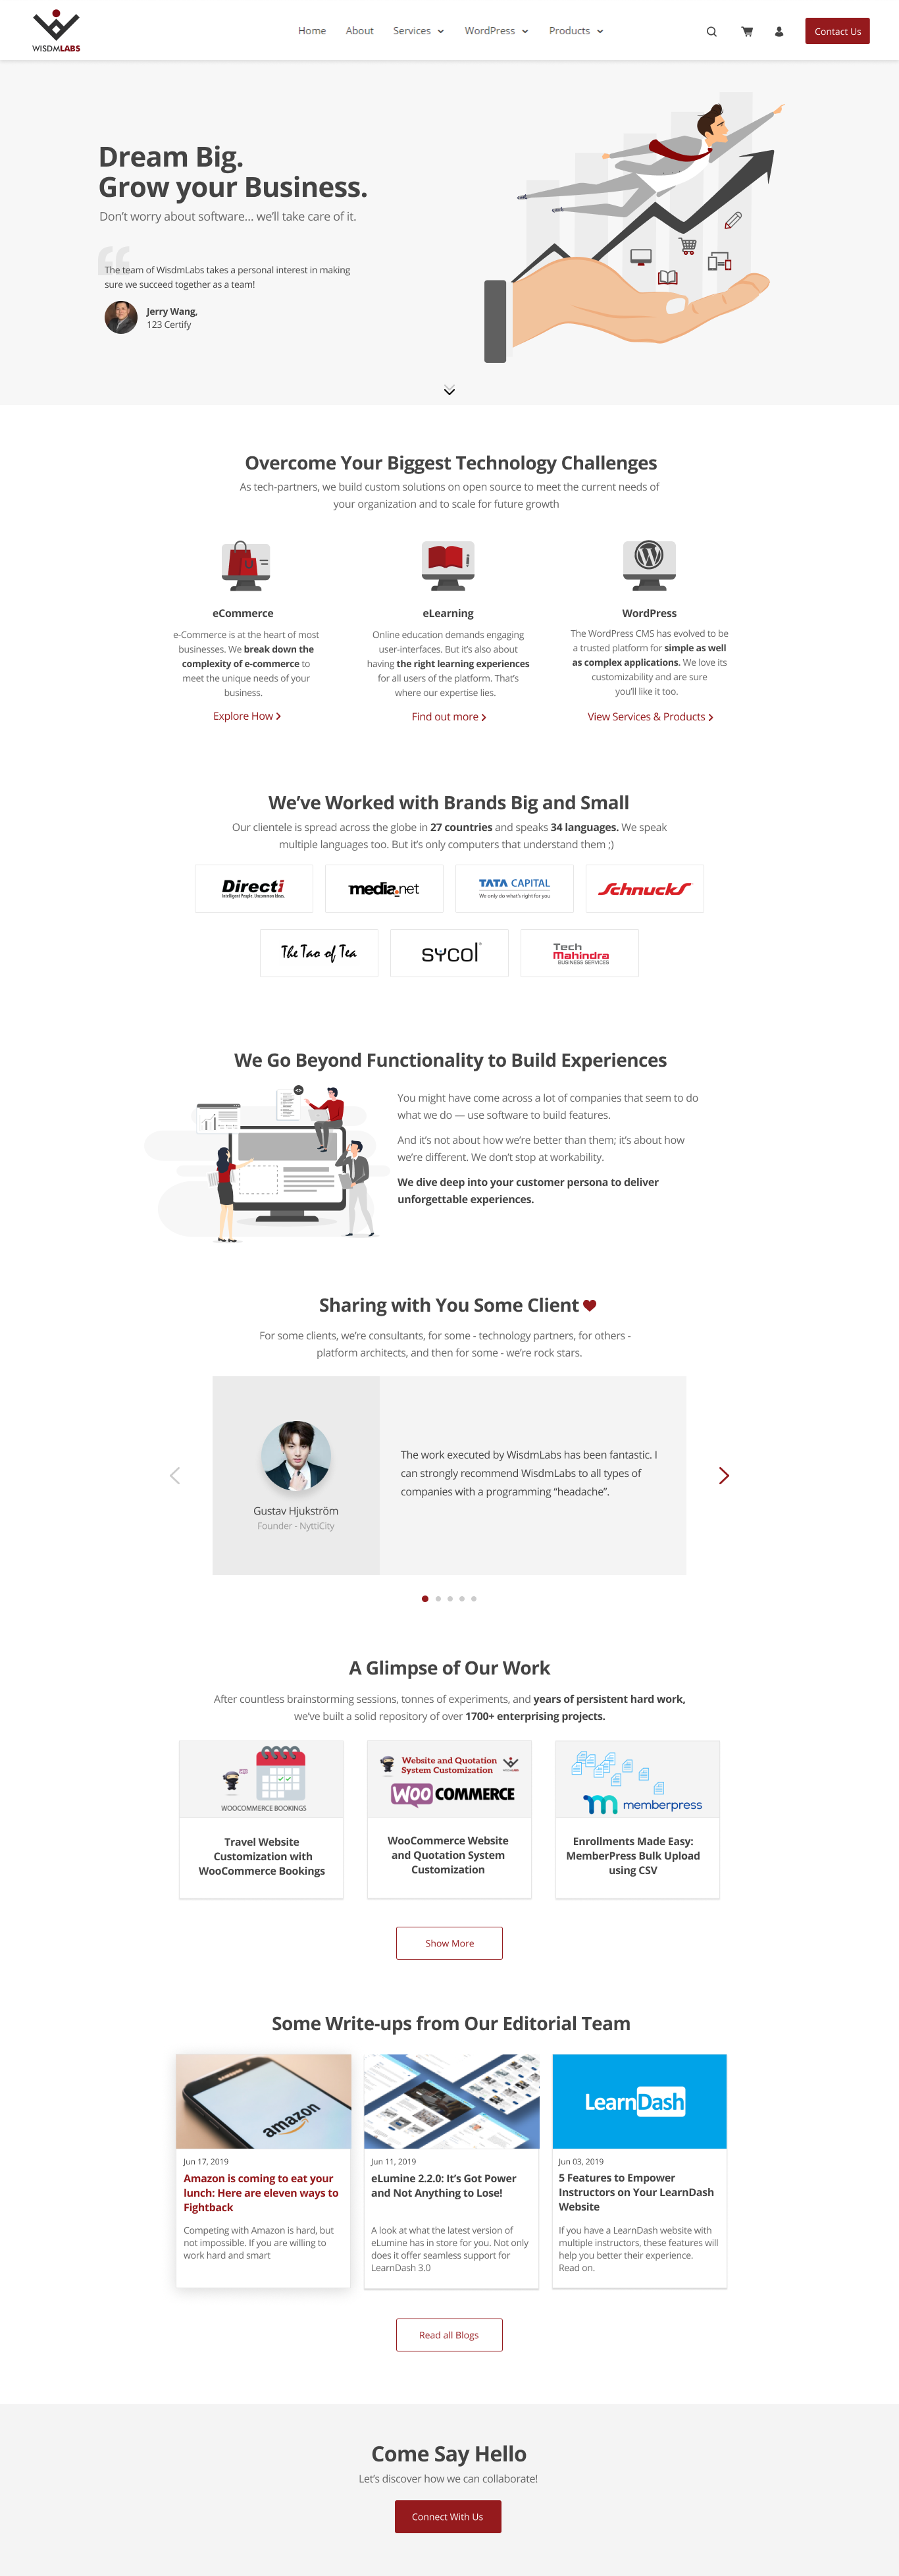 WISDMLABS
Home About Services WordPress Products
Contact Us
Dream Big.
Grow your Business.
Don't worry about software... we'll take care of it.
The team of WisdmLabs takes a personal interest in making
sure we succeed together as a team!
Jerry Wang,
123 Certify
Overcome Your Biggest Technology Challenges
As tech-partners, we build custom solutions on open source to meet the current needs of
your organization and to scale for future growth
eCommerce
e-Commerce is at the heart of most
businesses. We break down the
complexity of e-commerce to
meet the unique needs of your
business.
Explore How
eLearning
Online education demands engaging
user-interfaces. But it's also about
having the right learning experiences
for all users of the platform. That's
where our expertise lies.
Find out more
WordPress
The WordPress CMS has evolved to be
a trusted platform for simple as well
as complex applications. We love its
customizability and are sure
you'll like it too.
View Services & Products
We've Worked with Brands Big and Small
Our clientele is spread across the globe in 27 countries and speaks 34 languages. We speak
multiple languages too. But it's only computers that understand them ;)
Directi
Intelligent People. Uncommon Ideas.
media.net
TATA CAPITAL
We only do what's right for you
Schnucks
The Tao of Tea
SYCOl
Tech
Mahindra
BUSINESS SERVICES
We Go Beyond Functionality to Build Experiences
You might have come across a lot of companies that seem to do
what we do — use software to build features.
And it's not about how we're better than them; it's about how
we're different. We don't stop at workability.
We dive deep into your customer persona to deliver
unforgettable experiences.
Sharing with You Some Client
For some clients, we're consultants, for some - technology partners, for others -
platform architects, and then for some - we're rock stars.
Gustav Hjukström
Founder - NyttiCity
The work executed by WisdmLabs has been fantastic. I
can strongly recommend WisdmLabs to all types of
companies with a programming “headache”.
A Glimpse of Our Work
After countless brainstorming sessions, tonnes of experiments, and years of persistent hard work,
we've built a solid repository of over 1700+ enterprising projects.
WOOCOMMERCE BOOKINGS
Travel Website
Customization with
WooCommerce Bookings
Website and Quotation
System Customization
WOO COMMERCE
WooCommerce Website
and Quotation System
Customization
memberpress
Enrollments Made Easy:
MemberPress Bulk Upload
using CSV
Show More
Some Write-ups from Our Editorial Team
SAMSUNG
amazon
Jun 17, 2019
Amazon is coming to eat your
lunch: Here are eleven ways to
Fightback
Competing with Amazon is hard, but
not impossible. If you are willing to
work hard and smart
Jun 11, 2019
eLumine 2.2.0: It's Got Power
and Not Anything to Lose!
A look at what the latest version of
eLumine has in store for you. Not only
does it offer seamless support for
LearnDash 3.0
LearnDash
Jun 03, 2019
5 Features to Empower
Instructors on Your LearnDash
Website
If you have a LearnDash website with
multiple instructors, these features will
help you better their experience.
Read on.
Read all Blogs
Come Say Hello
Let's discover how we can collaborate!
Connect With Us